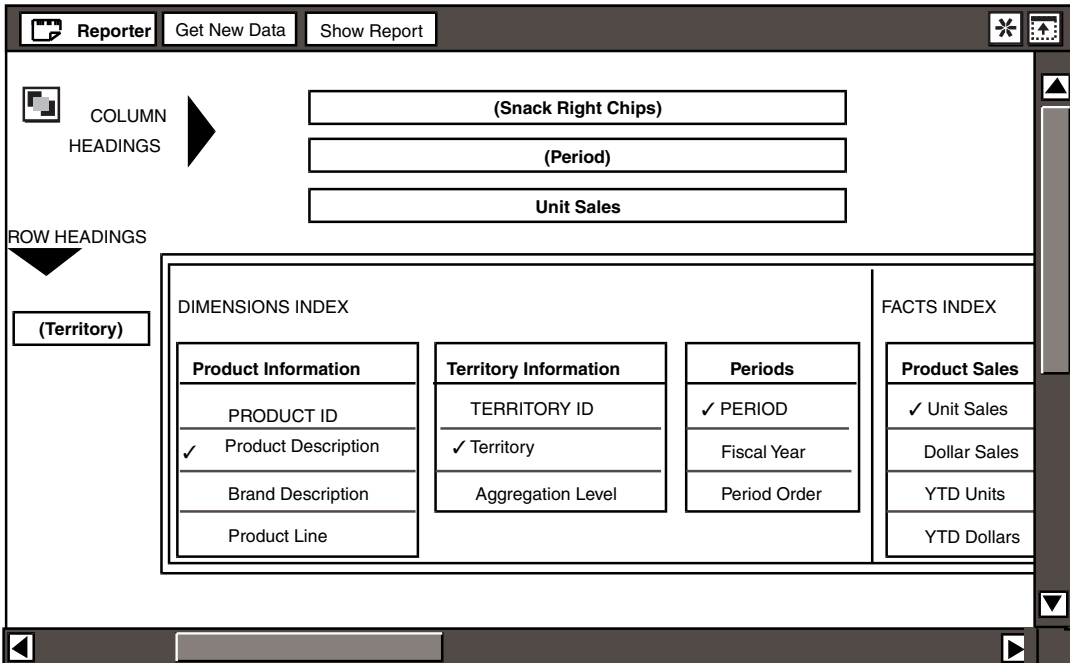 Reporter Get New Data Show Report
COLUMN
HEADINGS
(Snack Right Chips)
(Period)
Unit Sales
ROW HEADINGS
(Territory)
DIMENSIONS INDEX
Product Information
PRODUCT ID
✓ Product Description
Brand Description
Product Line
Territory Information
TERRITORY ID
✓ Territory
Aggregation Level
Periods
✓ PERIOD
Fiscal Year
Period Order
FACTS INDEX
Product Sales
✓ Unit Sales
Dollar Sales
YTD Units
YTD Dollars